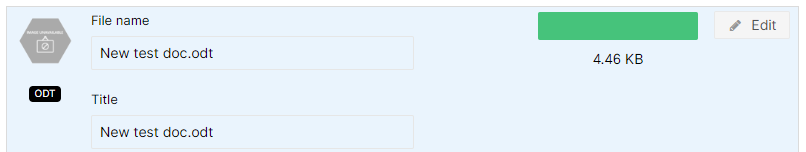 File name
New test doc.odt
4.46 KB
Edit
ODT
Title
New test doc.odt